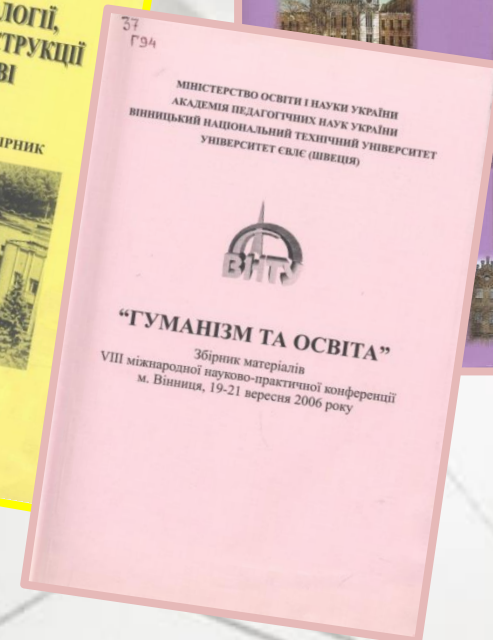 ЛОГІЇ,
ТРУКЦІЇ
ВІ
ІРНИК
37
Г94
МІНІСТЕРСТВО ОСВІТИ І НАУКИ УКРАЇНИ
АКАДЕМІЯ ПЕДАГОГІЧНИХ НАУК УКРАЇНИ
ВІННИЦЬКИЙ НАЦІОНАЛЬНИЙ ТЕХНІЧНИЙ УНІВЕРСИТЕТ
УНІВЕРСИТЕТ ЄВЛЄ (ШВЕЦІЯ)
ВНТУ
“ГУМАНІЗМ ТА ОСВІТА”
Збірник матеріалів
VIII міжнародної науково-практичної конференції
м. Вінниця, 19-21 вересня 2006 року